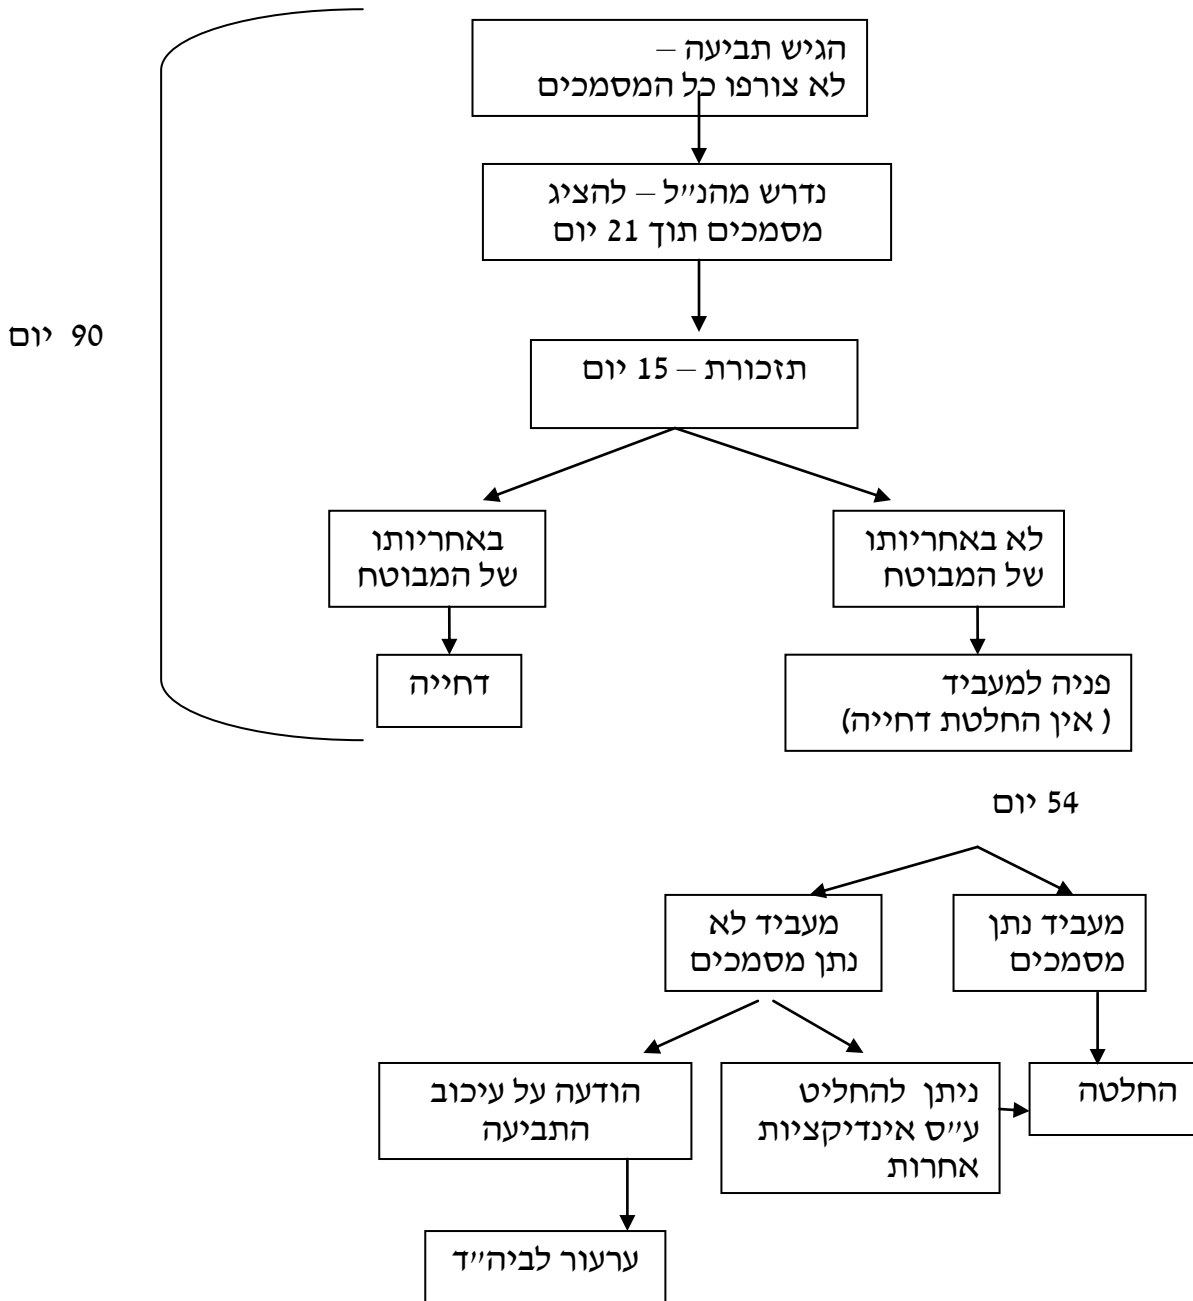 הגיש תביעה –
לא צורפו כל המסמכים
נדרש מהנ״ל – להציג
מסמכים תוך 21 יום
90 יום
תזכורת – 15 יום
לא באחריותו
של המבוטח
באחריותו
של המבוטח
פניה למעביד
( אין החלטת דחייה)
דחייה
54 יום
מעביד נתן
מסמכים
מעביד לא
נתן מסמכים
החלטה
ניתן להחליט
ע״ס אינדיקציות
אחרות
הודעה על עיכוב
התביעה
ערעור לביה״ד